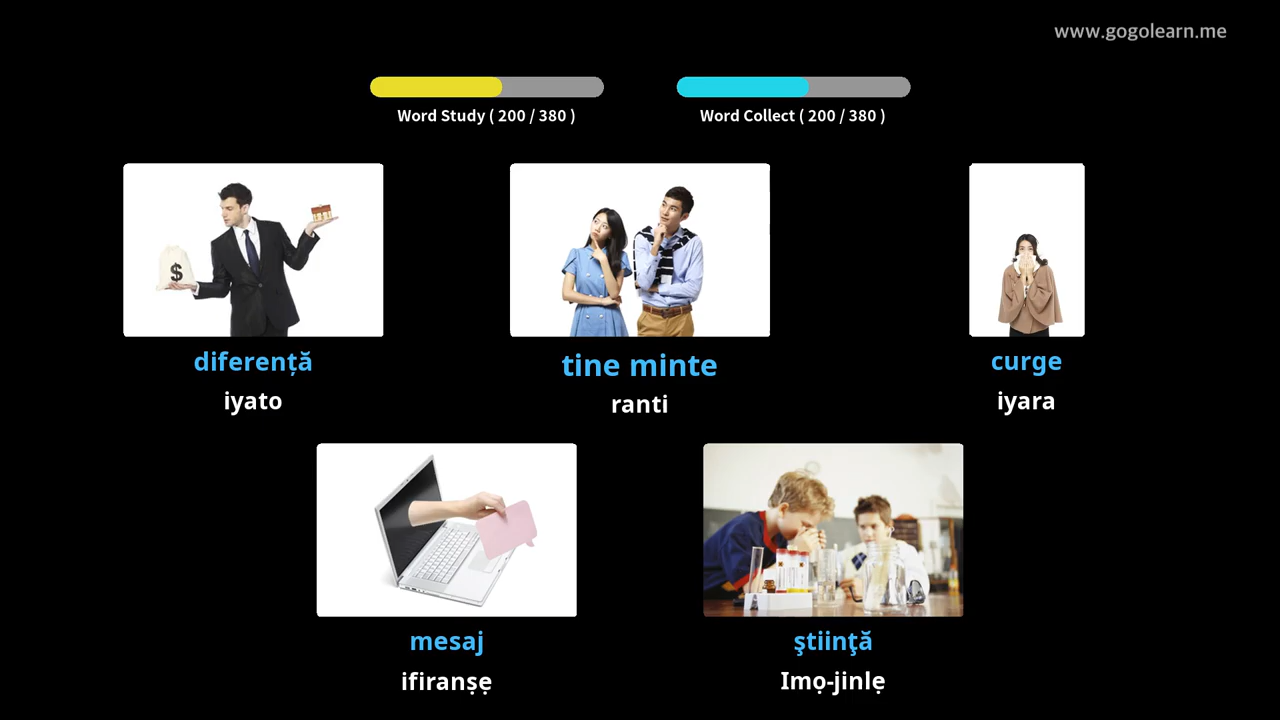 www.gogolearn.me
Word Study ( 200 / 380 )
Word Collect ( 200 / 380 )
diferență
iyato
tine minte
ranti
curge
iyara
mesaj
ifiranṣẹ
ştiinţă
Imọ-jinlẹ